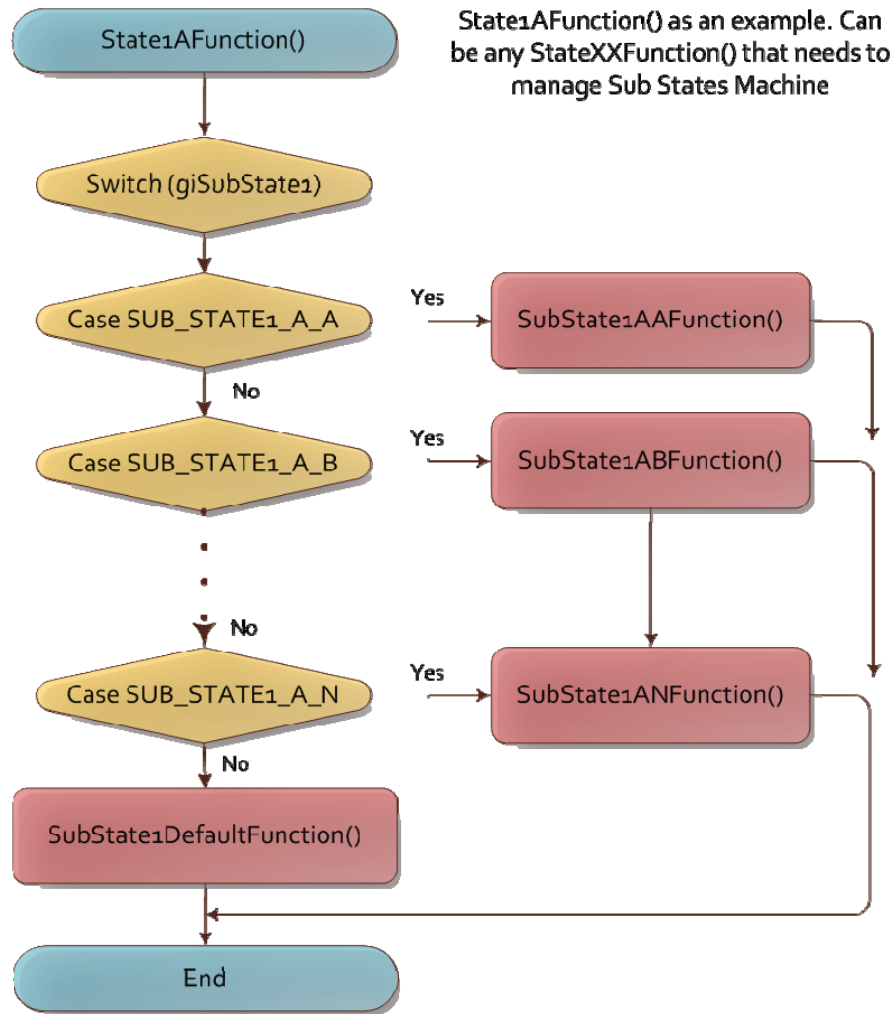 State1AFunction()
State1AFunction() as an example. Can
be any StateXXFunction() that needs to
manage Sub States Machine
Switch (giSubState1)
Case SUB_STATE1_A_A
Yes
SubState1AAFunction()
No
Case SUB_STATE1_A_B
Yes
SubState1ABFunction()
No
Case SUB_STATE1_A_N
Yes
SubState1ANFunction()
No
SubState1DefaultFunction()
End